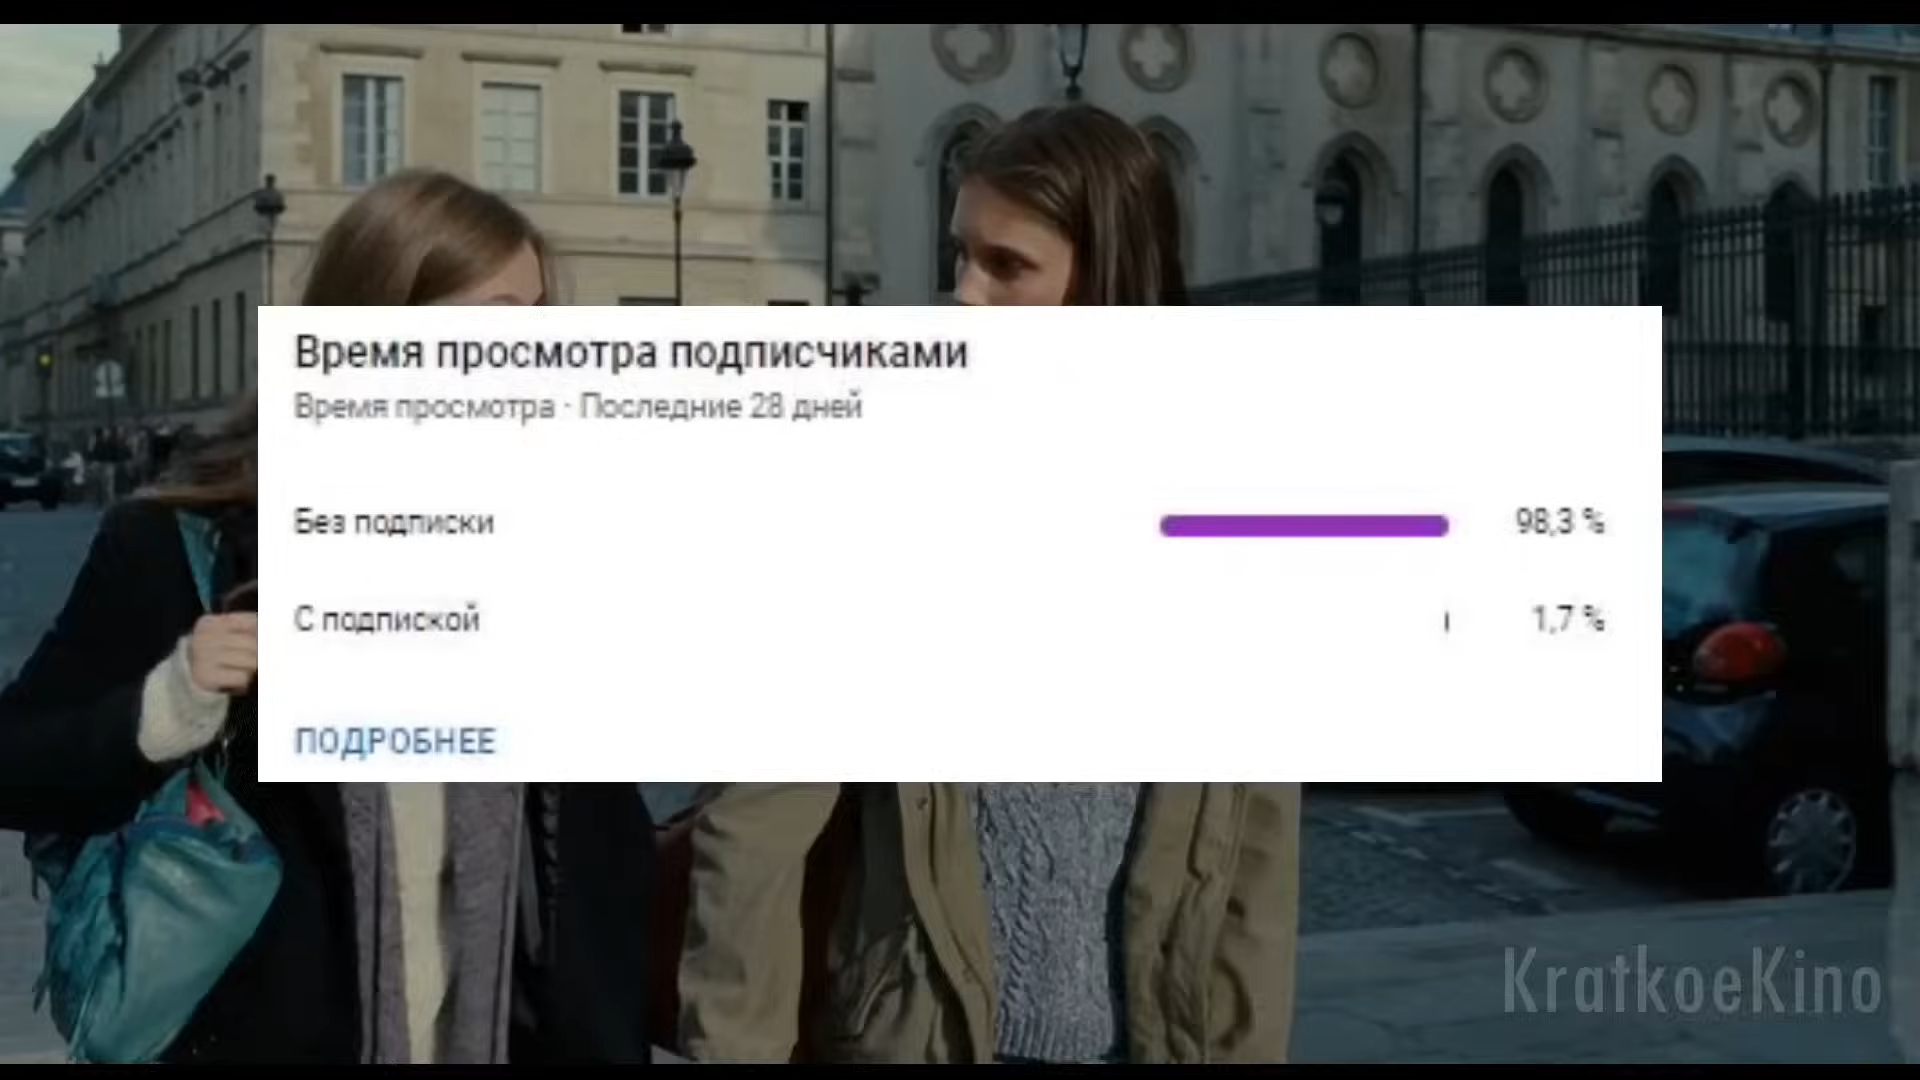 Время просмотра подписчиками
Время просмотра · Последние 28 дней
Без подписки 98,3 %
С подпиской 1,7 %
ПОДРОБНЕЕ
KratkoeKino